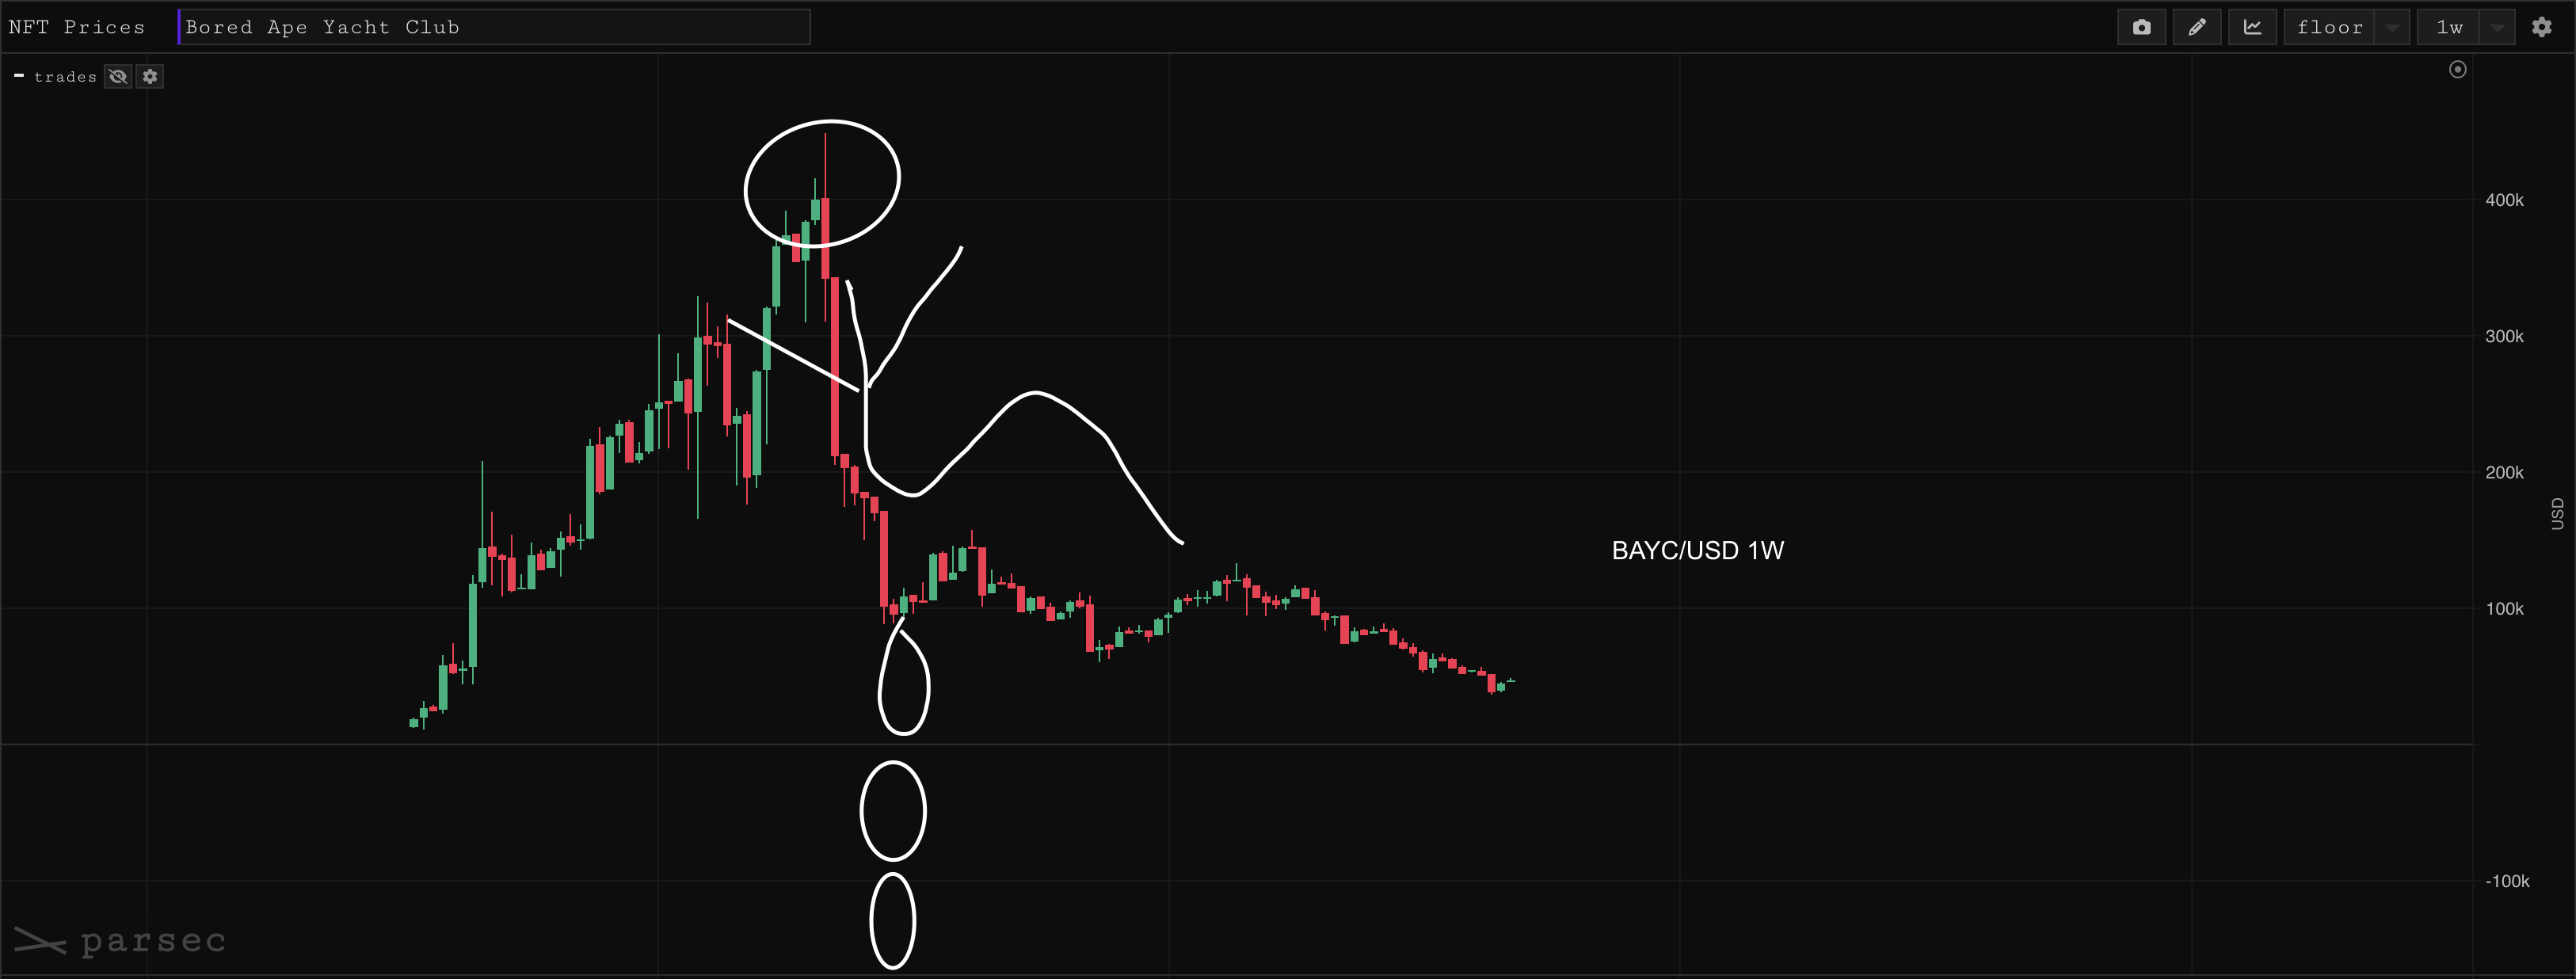 NFT Prices Bored Ape Yacht Club floor 1w
trades
400k
300k
200k
USD
BAYC/USD 1W
100k
-100k
parsec